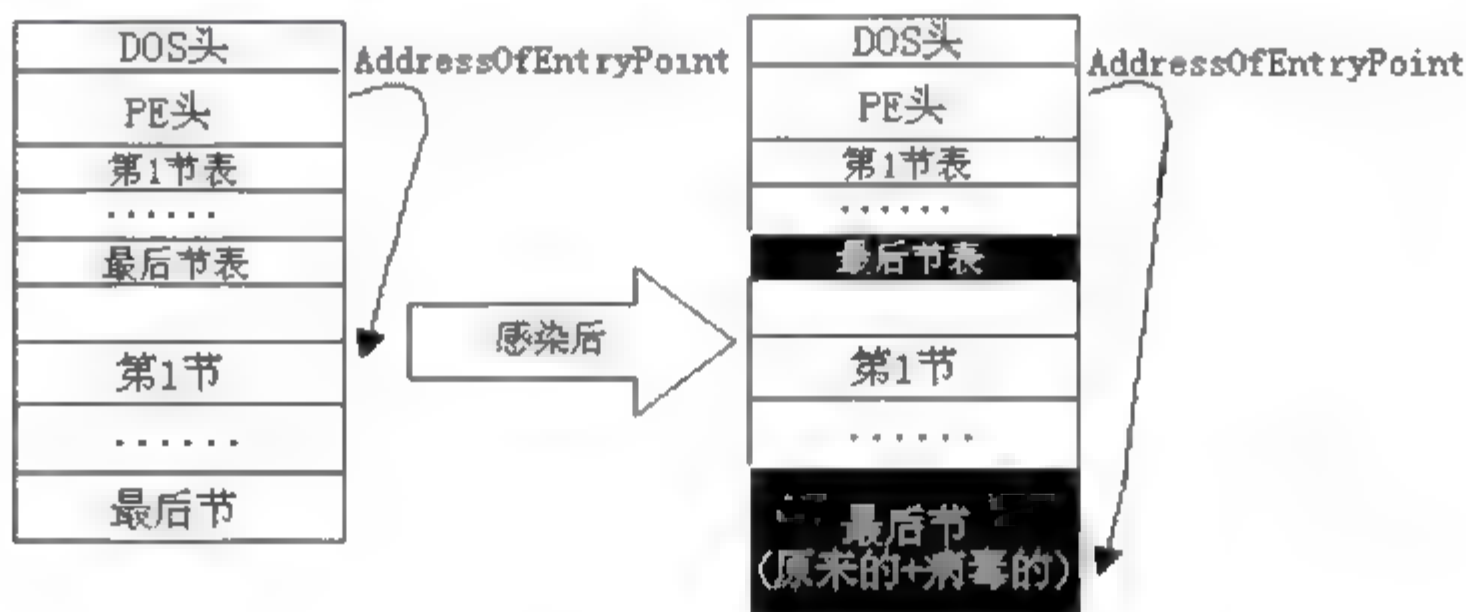 DOS头
AddressOfEntryPoint
PE头
第1节表
......
最后节表
第1节
......
最后节
感染后
DOS头
AddressOfEntryPoint
PE头
第1节表
......
最后节表
第1节
......
最后节
(原来的+病毒的)